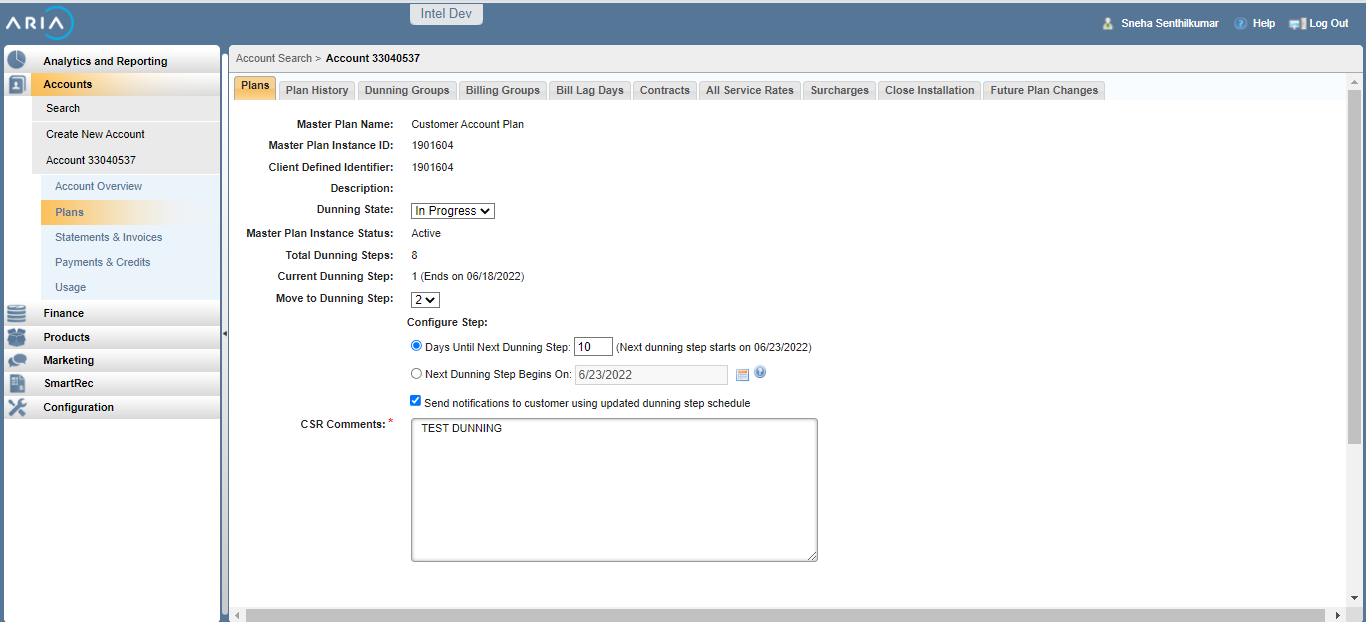 Intel Dev
ARIA
Sneha Senthilkumar Help Log Out
Analytics and Reporting
Accounts
Search
Create New Account
Account 33040537
Account Overview
Plans
Statements & Invoices
Payments & Credits
Usage
Finance
Products
Marketing
SmartRec
Configuration
Account Search > Account 33040537
Plans Plan History Dunning Groups Billing Groups Bill Lag Days Contracts All Service Rates Surcharges Close Installation Future Plan Changes
Master Plan Name: Customer Account Plan
Master Plan Instance ID: 1901604
Client Defined Identifier: 1901604
Description:
Dunning State: In Progress
Master Plan Instance Status: Active
Total Dunning Steps: 8
Current Dunning Step: 1 (Ends on 06/18/2022)
Move to Dunning Step: 2
Configure Step:
Days Until Next Dunning Step: 10 (Next dunning step starts on 06/23/2022)
Next Dunning Step Begins On: 6/23/2022
Send notifications to customer using updated dunning step schedule
CSR Comments: * TEST DUNNING